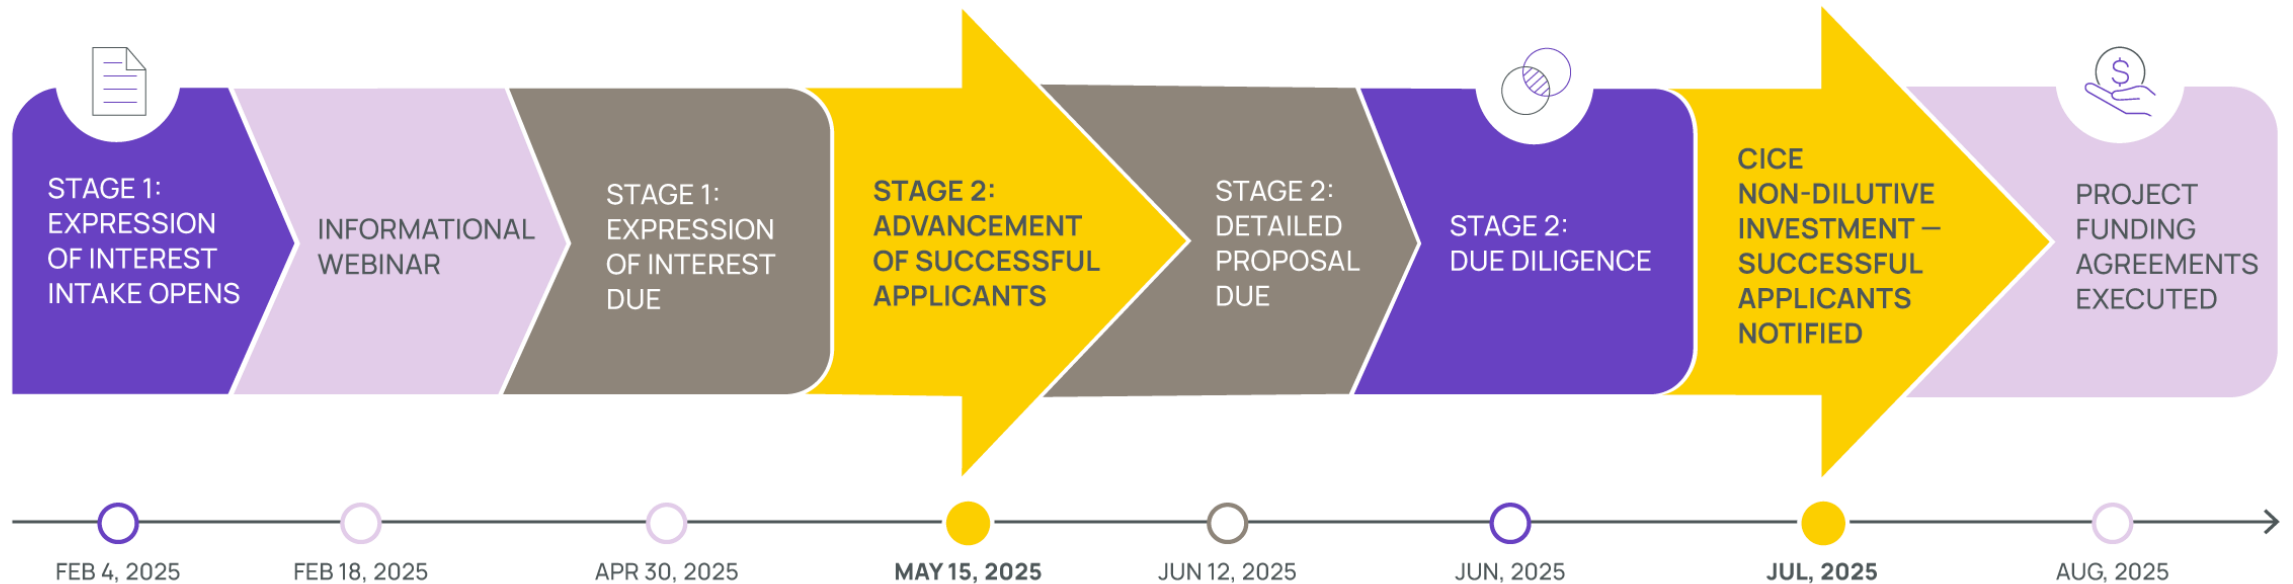 STAGE 1:
EXPRESSION
OF INTEREST
INTAKE OPENS
INFORMATIONAL
WEBINAR
STAGE 1:
EXPRESSION
OF INTEREST
DUE
STAGE 2:
ADVANCEMENT
OF SUCCESSFUL
APPLICANTS
STAGE 2:
DETAILED
PROPOSAL
DUE
STAGE 2:
DUE DILIGENCE
CICE
NON-DILUTIVE
INVESTMENT —
SUCCESSFUL
APPLICANTS
NOTIFIED
$
PROJECT
FUNDING
AGREEMENTS
EXECUTED
FEB 4, 2025
FEB 18, 2025
APR 30, 2025
MAY 15, 2025
JUN 12, 2025
JUN, 2025
JUL, 2025
AUG, 2025